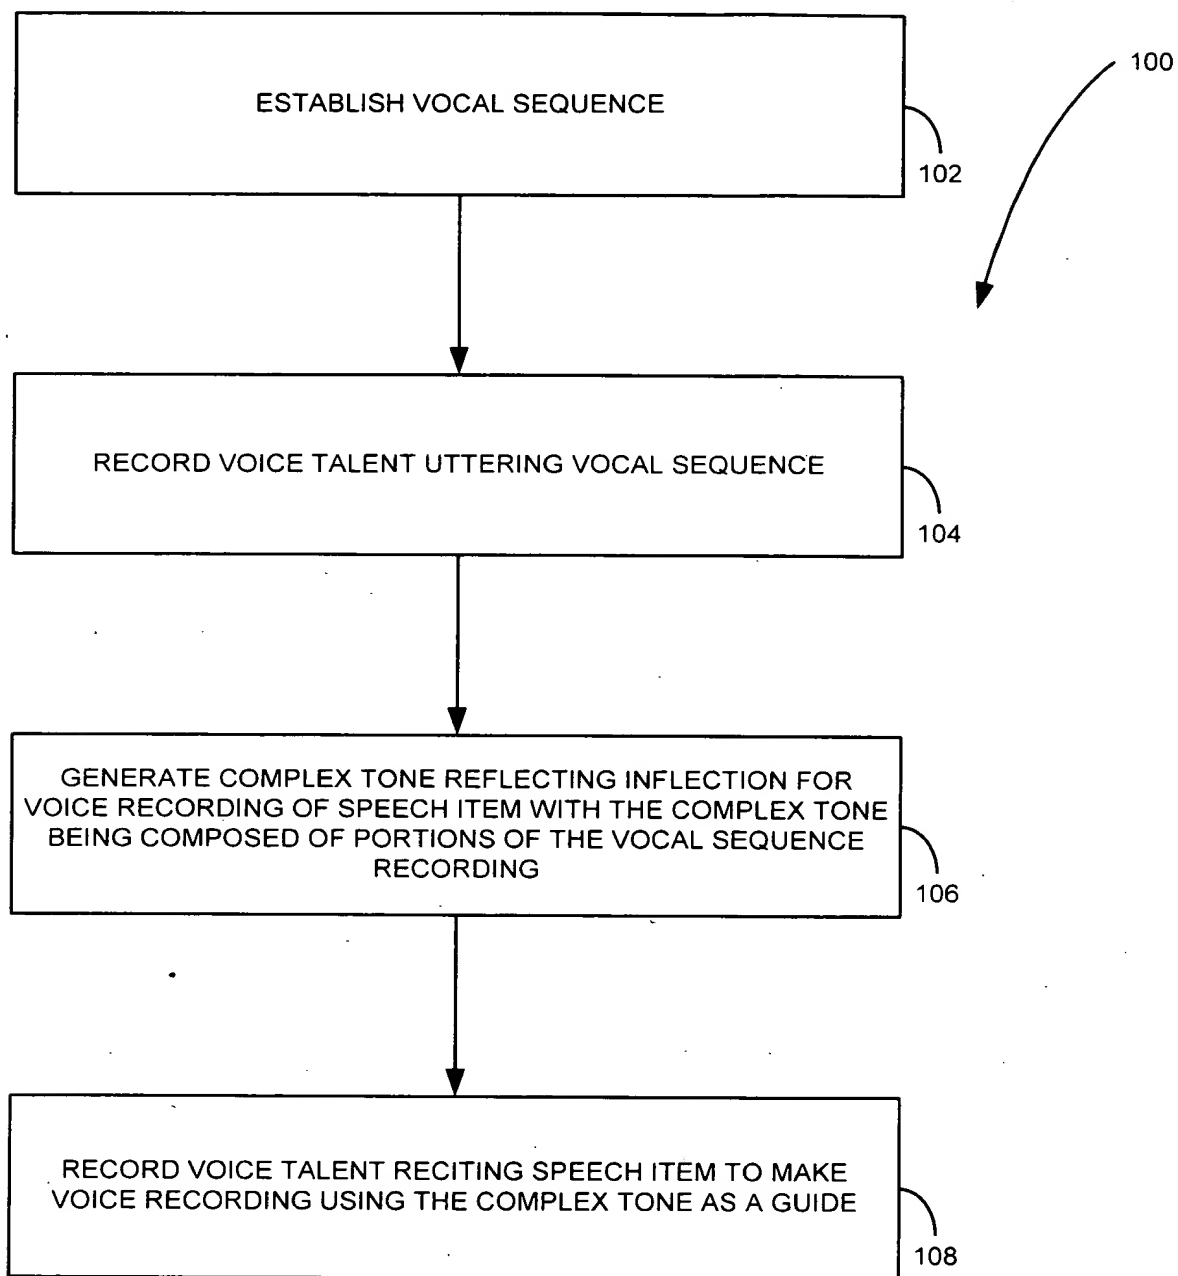 ESTABLISH VOCAL SEQUENCE
100
102
RECORD VOICE TALENT UTTERING VOCAL SEQUENCE
104
GENERATE COMPLEX TONE REFLECTING INFLECTION FOR
VOICE RECORDING OF SPEECH ITEM WITH THE COMPLEX TONE
BEING COMPOSED OF PORTIONS OF THE VOCAL SEQUENCE
RECORDING
106
RECORD VOICE TALENT RECITING SPEECH ITEM TO MAKE
VOICE RECORDING USING THE COMPLEX TONE AS A GUIDE
108